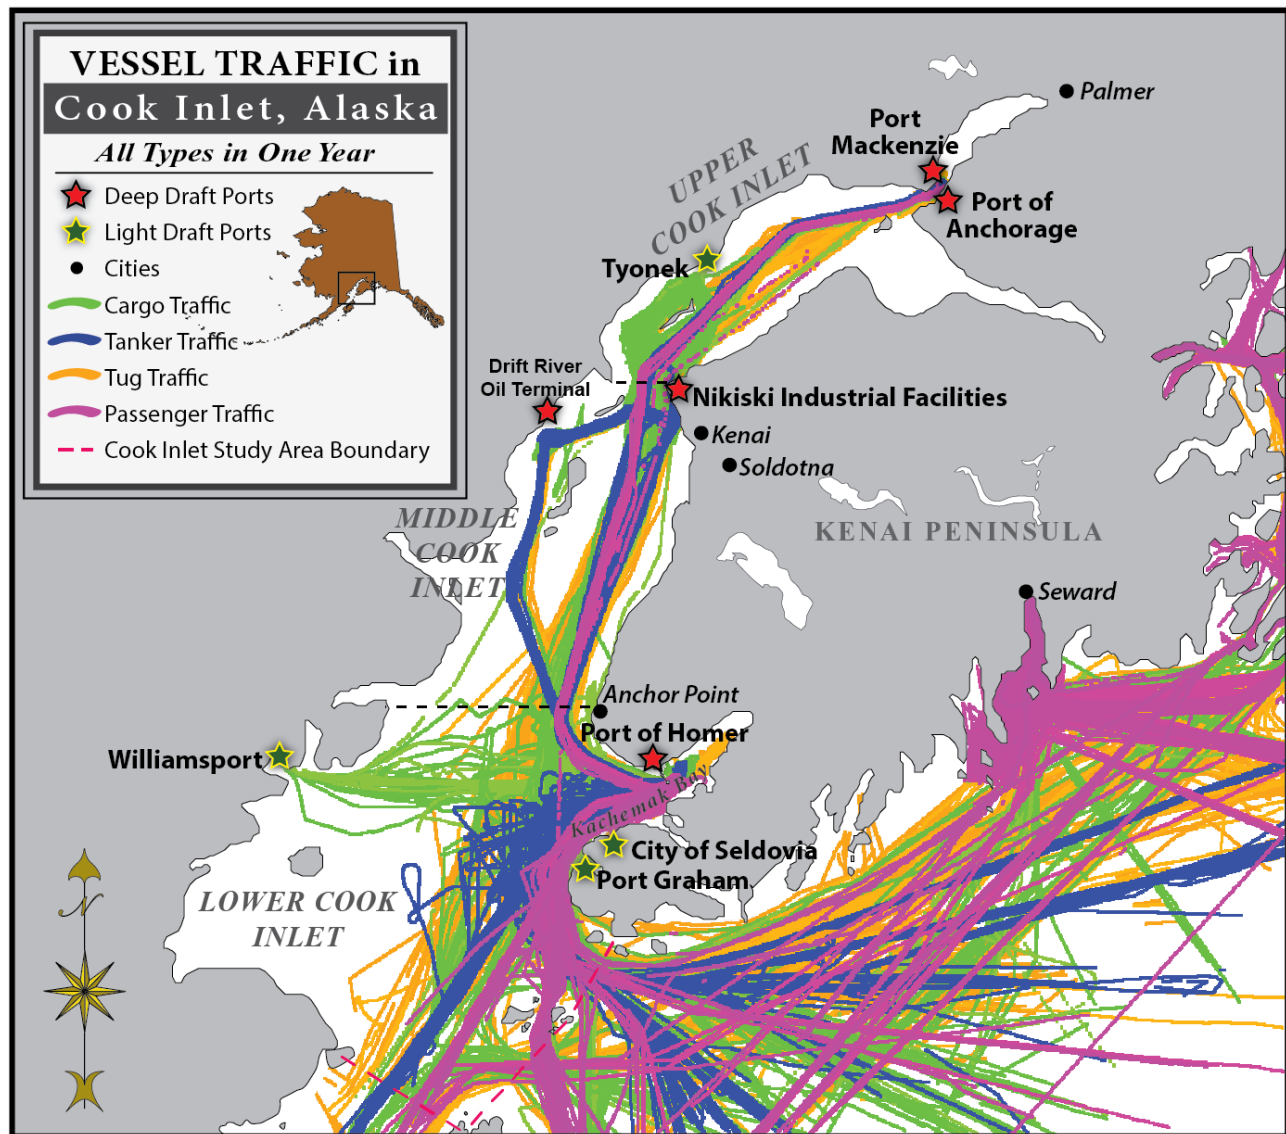 VESSEL TRAFFIC in
Cook Inlet, Alaska
All Types in One Year
Deep Draft Ports
Light Draft Ports
Cities
Cargo Traffic
Tanker Traffic
Tug Traffic
Passenger Traffic
Cook Inlet Study Area Boundary
Palmer
Port
Mackenzie
Port of
Anchorage
UPPER
COOK INLET
Tyonek
Drift River
Oil Terminal
Nikiski Industrial Facilities
Kenai
Soldotna
MIDDLE
COOK
INLET
KENAI PENINSULA
Seward
Anchor Point
Port of Homer
Williamsport
Kachemak Bay
City of Seldovia
Port Graham
LOWER COOK
INLET
N